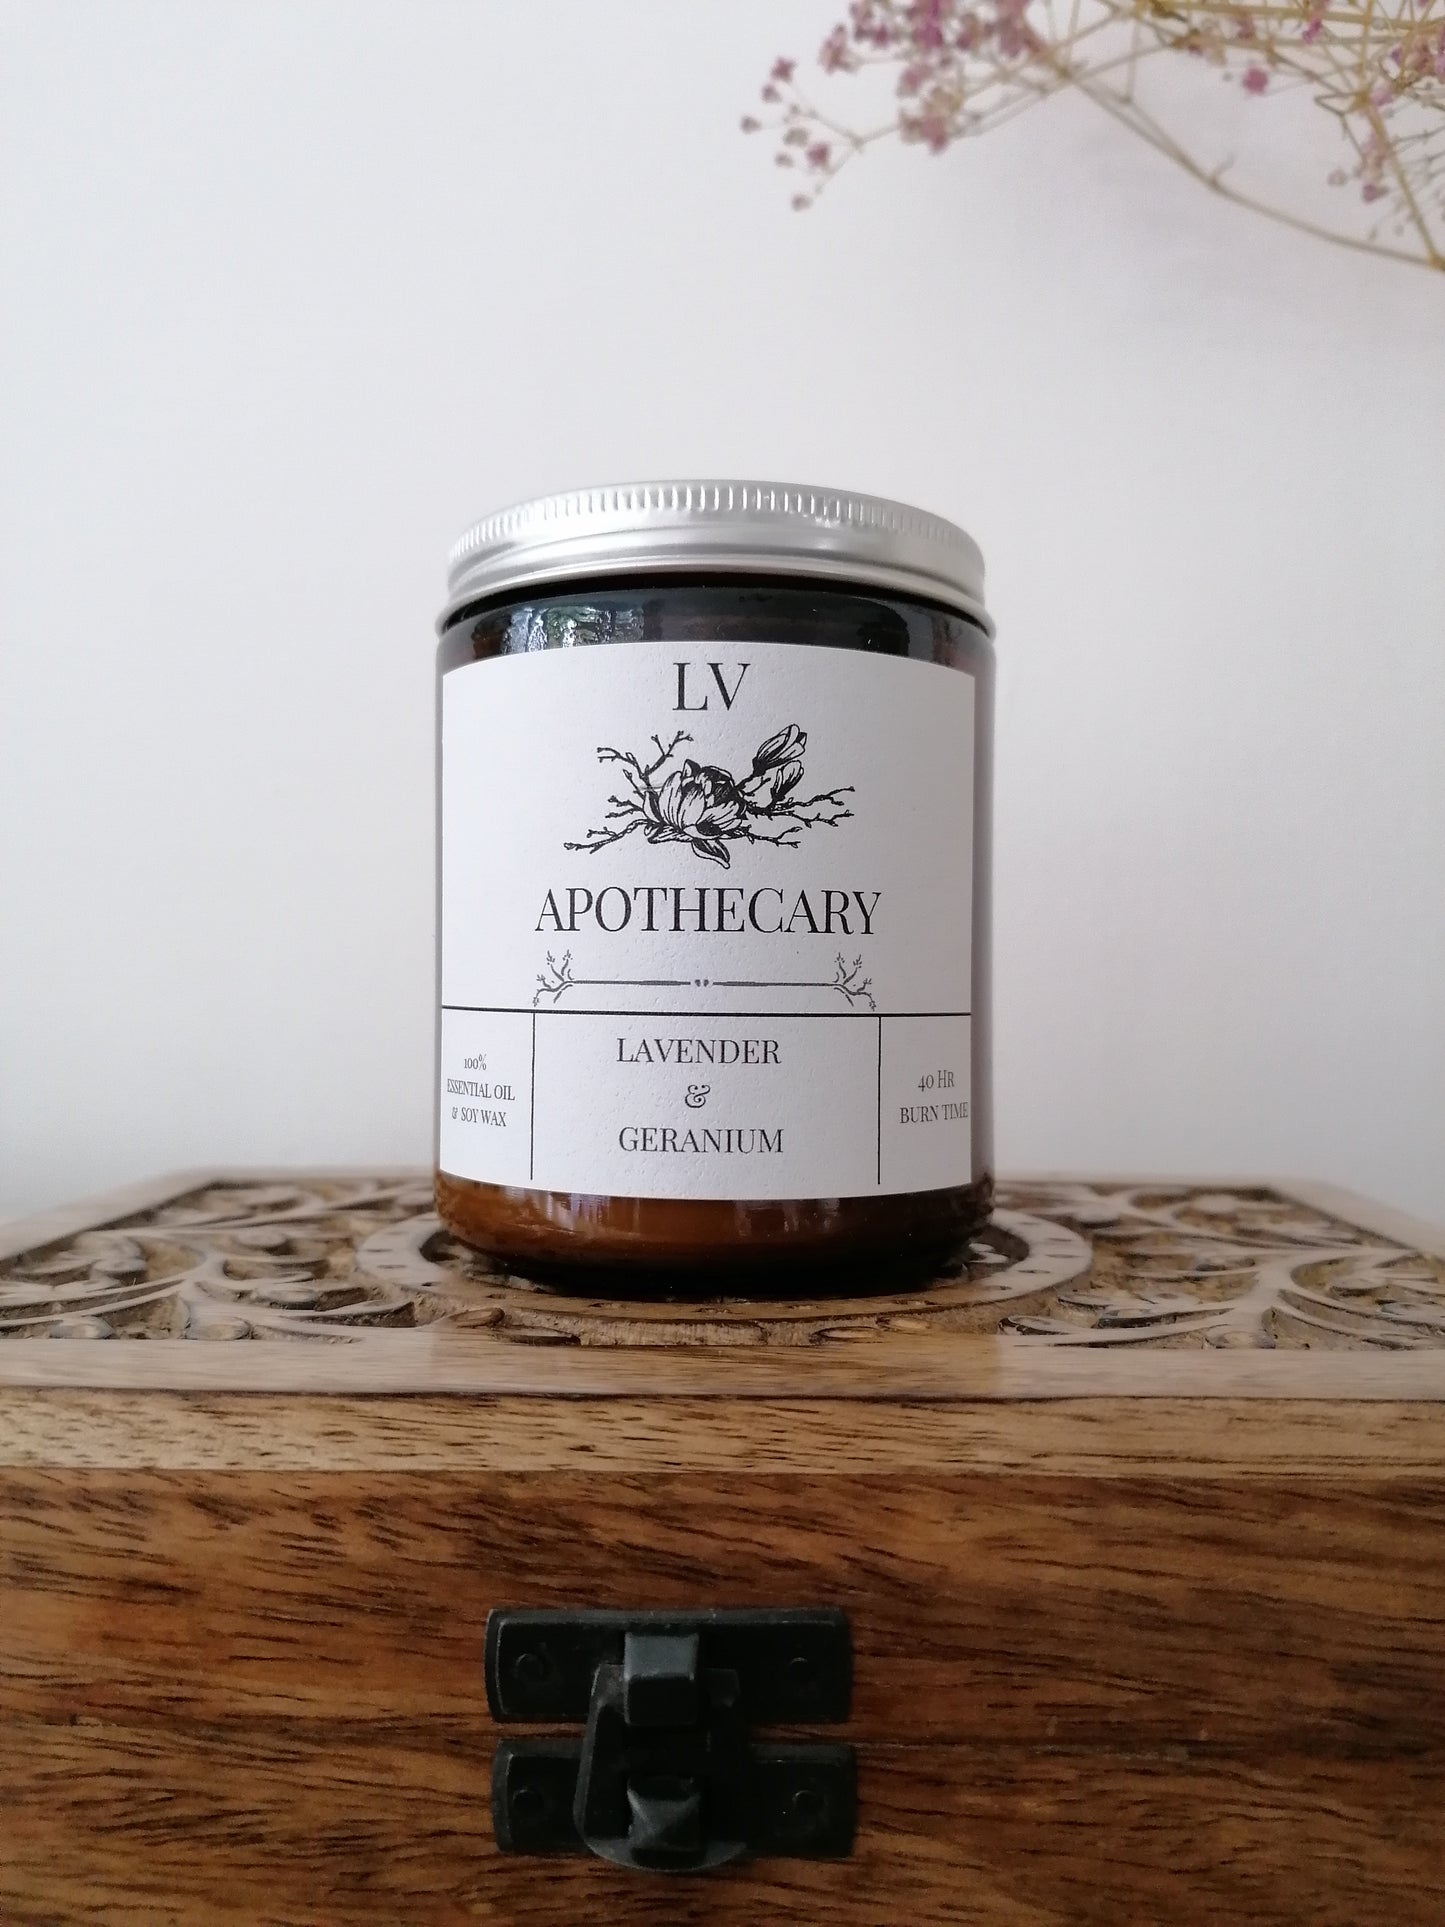 LV
APOTHECARY
100%
ESSENTIAL OIL
& SOY WAX
LAVENDER
&
GERANIUM
40 HR
BURN TIME